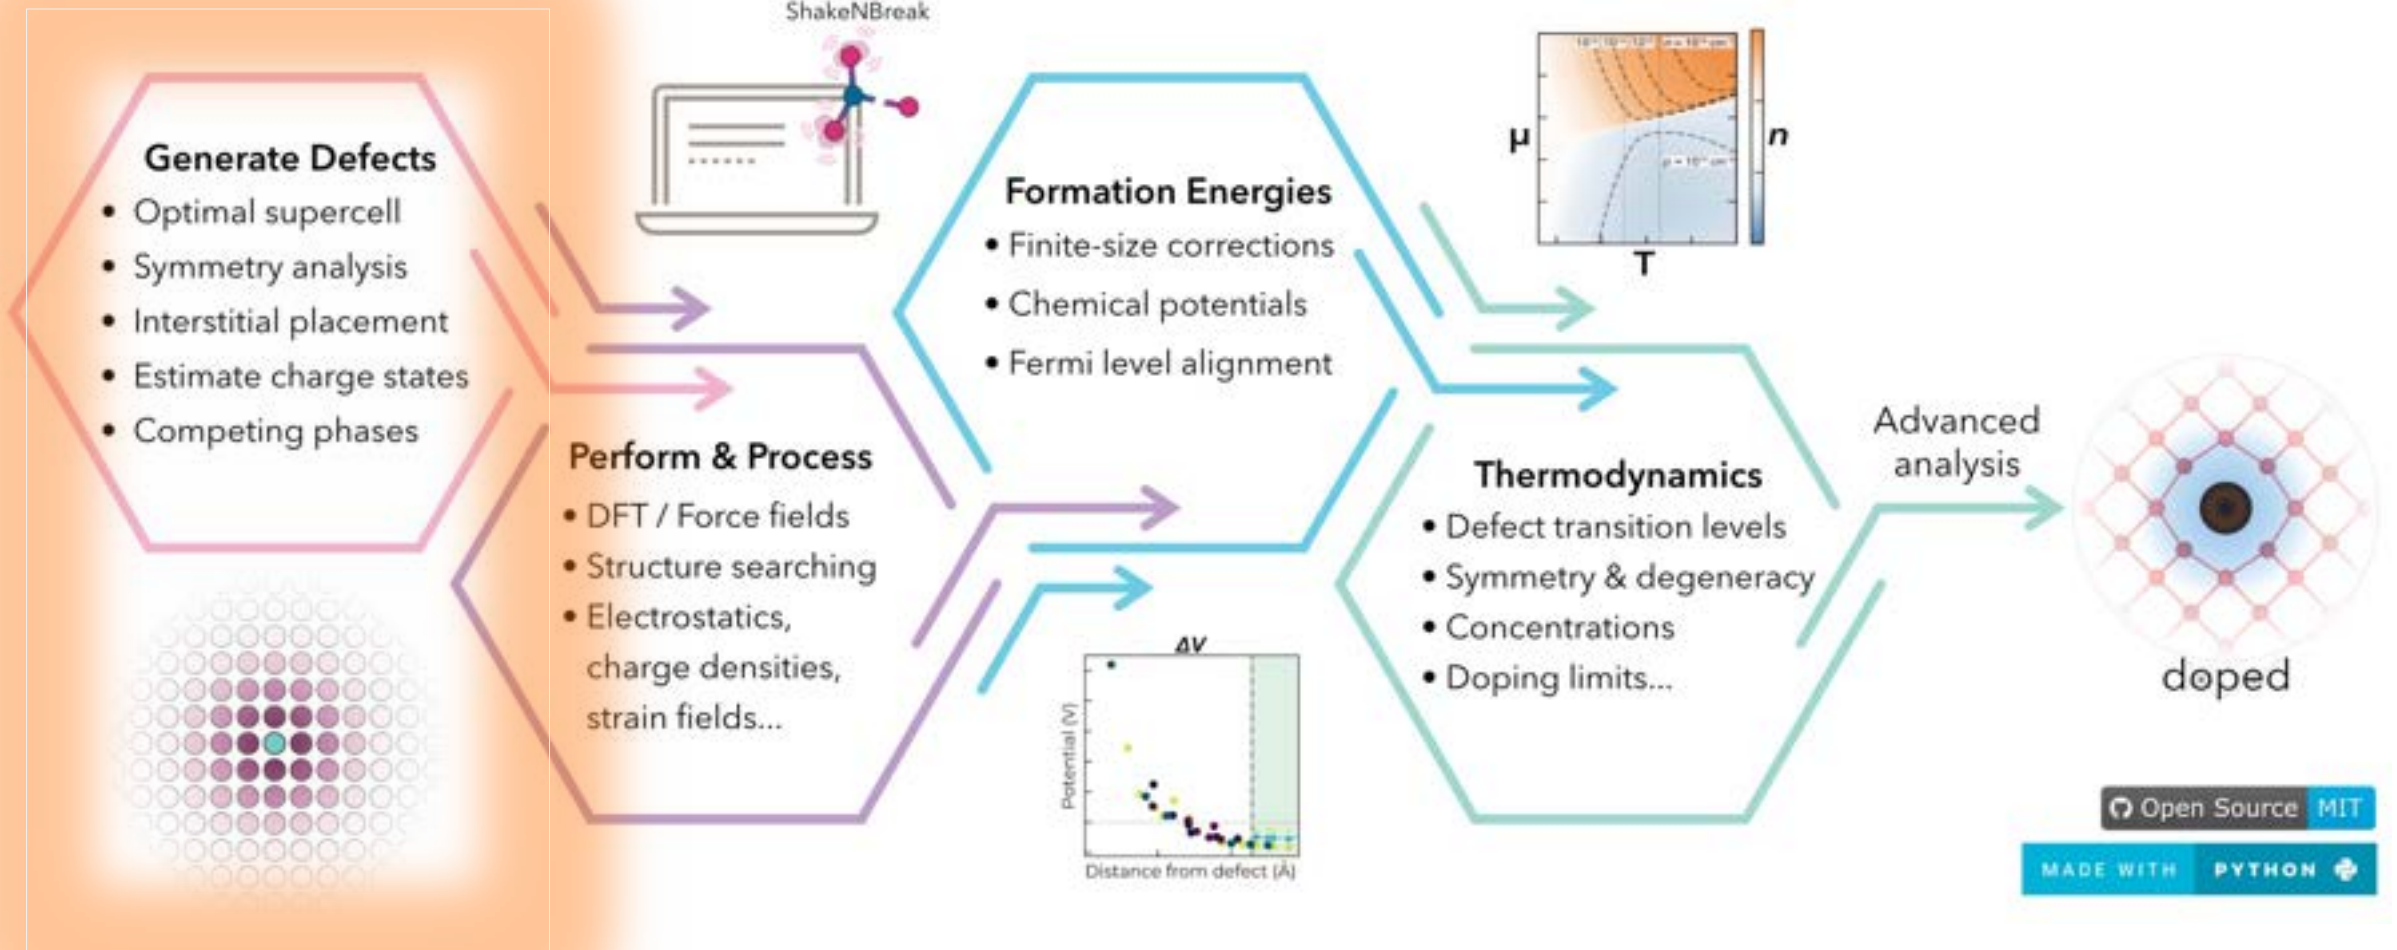 ShakeNBreak
Generate Defects
• Optimal supercell
• Symmetry analysis
• Interstitial placement
• Estimate charge states
• Competing phases
Perform & Process
• DFT / Force fields
• Structure searching
• Electrostatics,
charge densities,
strain fields...
Formation Energies
• Finite-size corrections
• Chemical potentials
• Fermi level alignment
ΔV
Potential (V)
Distance from defect (Å)
μ
n
T
Thermodynamics
• Defect transition levels
• Symmetry & degeneracy
• Concentrations
• Doping limits...
Advanced
analysis
doped
Open Source MIT
MADE WITH PYTHON